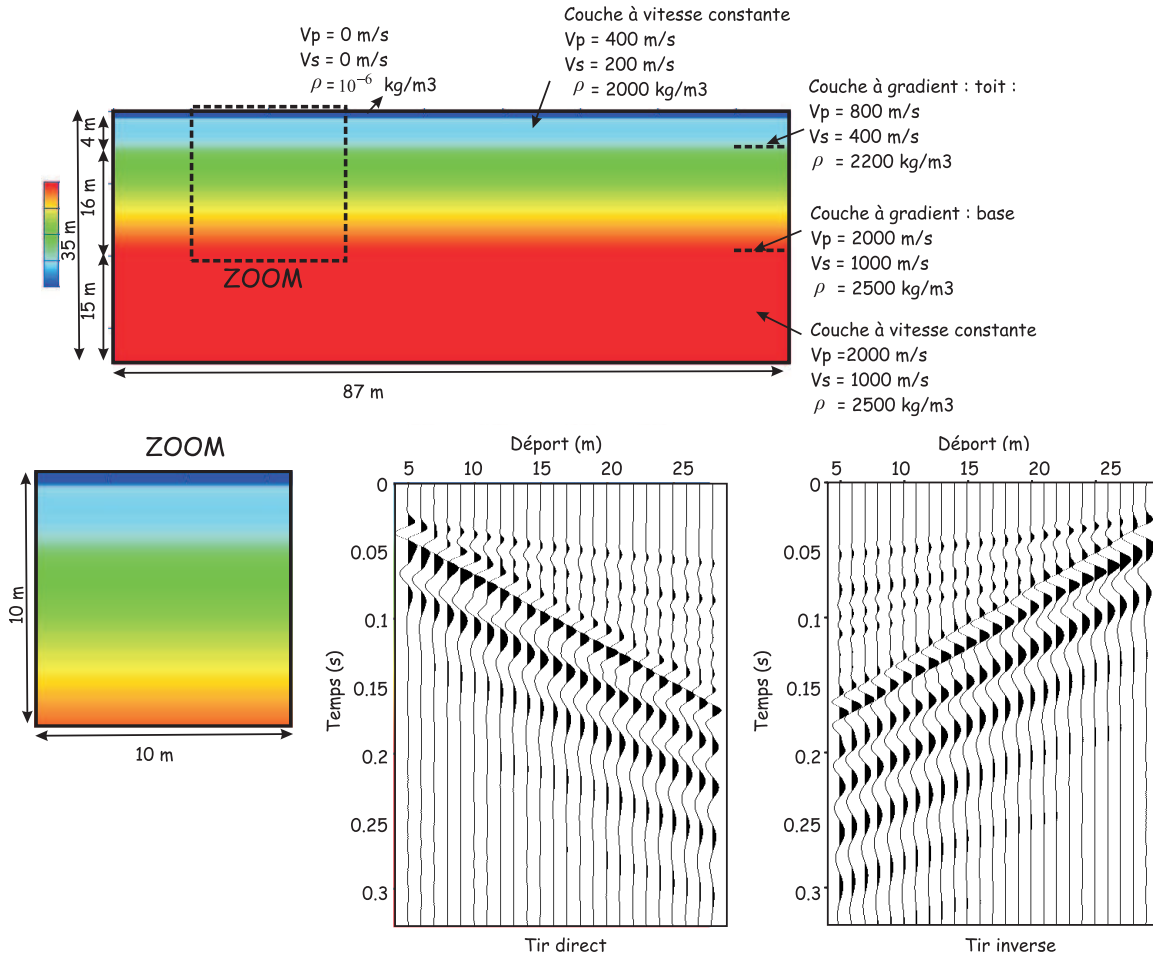 Vp = 0 m/s
Vs = 0 m/s
ρ = 10⁻⁶ kg/m3
Couche à vitesse constante
Vp = 400 m/s
Vs = 200 m/s
ρ = 2000 kg/m3
Couche à gradient : toit :
Vp = 800 m/s
Vs = 400 m/s
ρ = 2200 kg/m3
Couche à gradient : base
Vp = 2000 m/s
Vs = 1000 m/s
ρ = 2500 kg/m3
Couche à vitesse constante
Vp =2000 m/s
Vs = 1000 m/s
ρ = 2500 kg/m3
4 m
16 m
35 m
15 m
ZOOM
87 m
ZOOM
10 m
10 m
Déport (m)
5 10 15 20 25
0
0.05
0.1
0.15
0.2
0.25
0.3
Temps (s)
Tir direct
Déport (m)
5 10 15 20 25
0
0.05
0.1
0.15
0.2
0.25
0.3
Temps (s)
Tir inverse